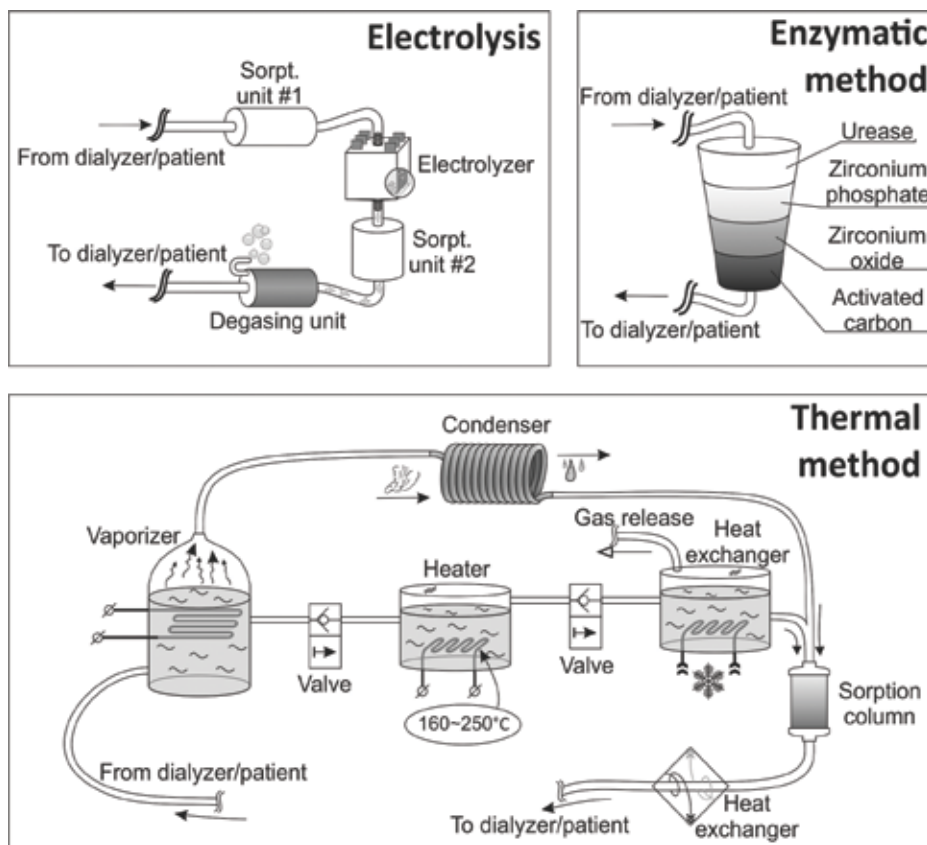 Electrolysis
Sorpt.
unit #1
From dialyzer/patient
Electrolyzer
To dialyzer/patient
Sorpt.
unit #2
Degasing unit
Enzymatic
method
From dialyzer/patient
Urease
Zirconium
phosphate
Zirconium
oxide
Activated
carbon
To dialyzer/patient
Thermal
method
Condenser
Gas release
Vaporizer
Heater
Heat
exchanger
Valve
Valve
160~250°C
Sorption
column
From dialyzer/patient
To dialyzer/patient
Heat
exchanger